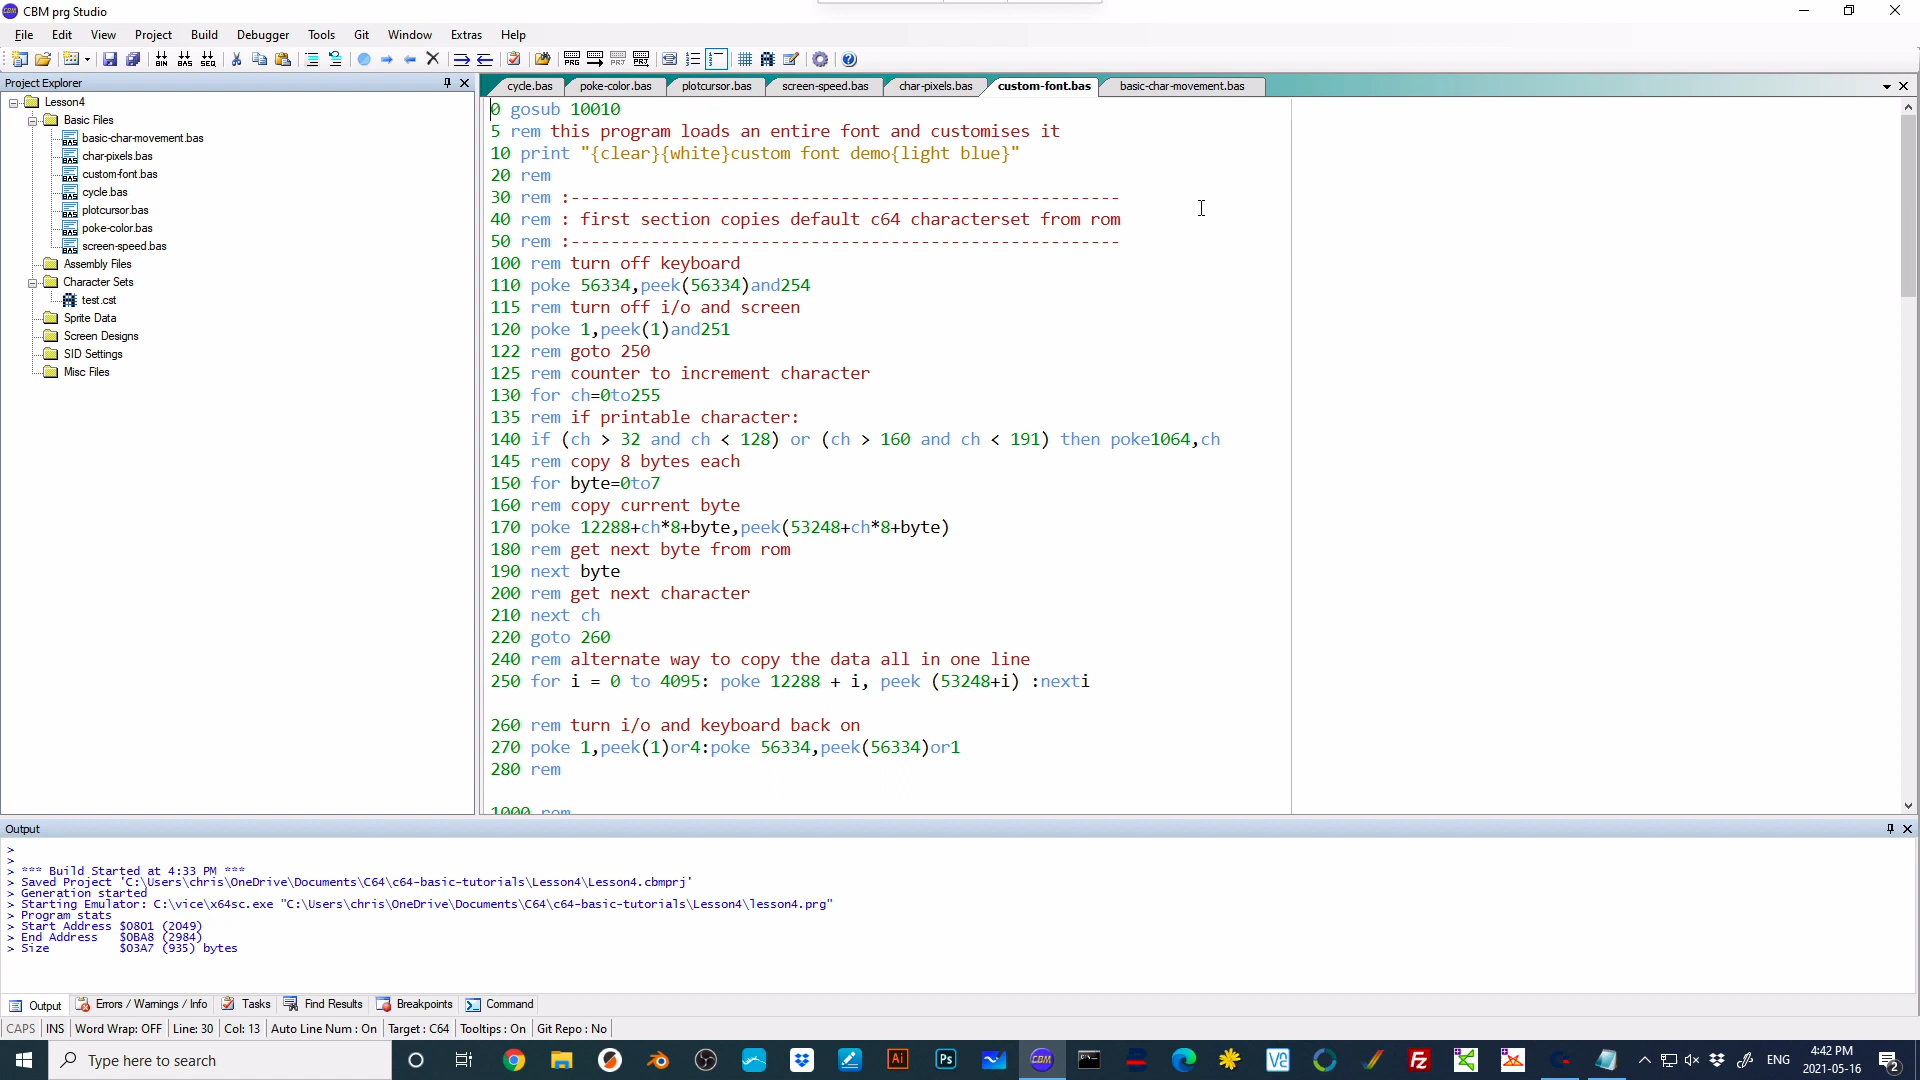 CBM prg Studio
File Edit View Project Build Debugger Tools Git Window Extras Help
Project Explorer
Lesson4
Basic Files
basic-char-movement.bas
char-pixels.bas
custom-font.bas
cycle.bas
plotcursor.bas
poke-color.bas
screen-speed.bas
Assembly Files
Character Sets
test.cst
Sprite Data
Screen Designs
SID Settings
Misc Files
cycle.bas poke-color.bas plotcursor.bas screen-speed.bas char-pixels.bas custom-font.bas basic-char-movement.bas
0 gosub 10010
5 rem this program loads an entire font and customises it
10 print "{clear}{white}custom font demo{light blue}"
20 rem
30 rem :-------------------------------------------------------
40 rem : first section copies default c64 characterset from rom
50 rem :-------------------------------------------------------
100 rem turn off keyboard
110 poke 56334,peek(56334)and254
115 rem turn off i/o and screen
120 poke 1,peek(1)and251
122 rem goto 250
125 rem counter to increment character
130 for ch=0to255
135 rem if printable character:
140 if (ch > 32 and ch < 128) or (ch > 160 and ch < 191) then poke1064,ch
145 rem copy 8 bytes each
150 for byte=0to7
160 rem copy current byte
170 poke 12288+ch*8+byte,peek(53248+ch*8+byte)
180 rem get next byte from rom
190 next byte
200 rem get next character
210 next ch
220 goto 260
240 rem alternate way to copy the data all in one line
250 for i = 0 to 4095: poke 12288 + i, peek (53248+i) :nexti
260 rem turn i/o and keyboard back on
270 poke 1,peek(1)or4:poke 56334,peek(56334)or1
280 rem
1000 rem
Output
>
>
> *** Build Started at 4:33 PM ***
> Saved Project 'C:\Users\chris\OneDrive\Documents\C64\c64-basic-tutorials\Lesson4\Lesson4.cbmprj'
> Generation started
> Starting Emulator: C:\vice\x64sc.exe "C:\Users\chris\OneDrive\Documents\C64\c64-basic-tutorials\Lesson4\lesson4.prg"
> Program stats
> Start Address $0801 (2049)
> End Address $0BA8 (2984)
> Size $03A7 (935) bytes
Output Errors / Warnings / Info Tasks Find Results Breakpoints Command
CAPS INS Word Wrap: OFF Line: 30 Col: 13 Auto Line Num : On Target : C64 Tooltips : On Git Repo : No
Type here to search
ENG
4:42 PM
2021-05-16
2